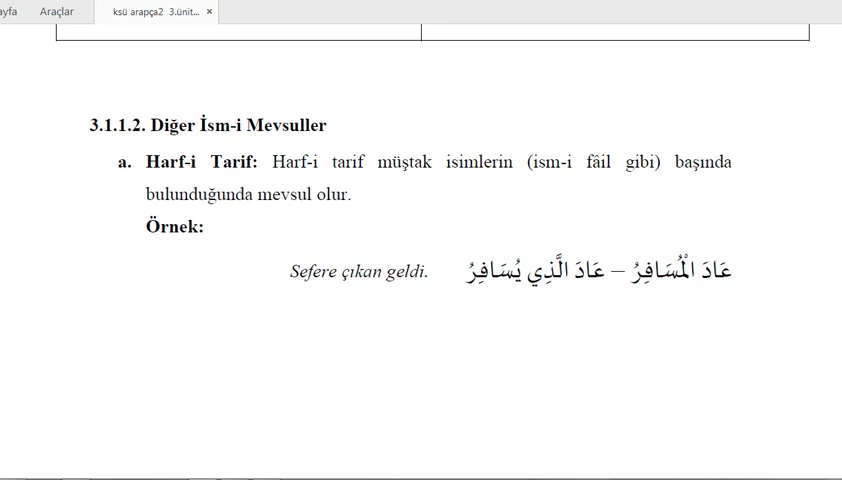 ayfa
Araçlar
ksü arapça2 3.ünit... ×
3.1.1.2. Diğer İsm-i Mevsuller
a. Harf-i Tarif: Harf-i tarif müştak isimlerin (ism-i fâil gibi) başında
bulunduğunda mevsul olur.
Örnek:
Sefere çıkan geldi. عَادَ الْمُسَافِرُ – عَادَ الَّذِي يُسَافِرُ